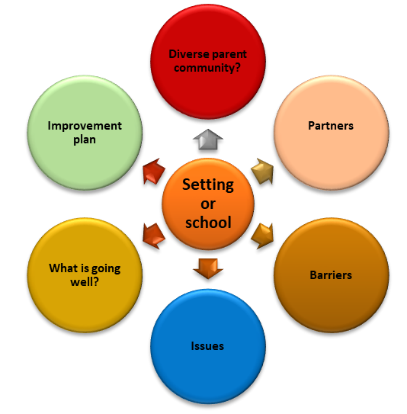 Diverse parent
community?
Improvement
plan
Partners
Setting
or
school
What is going
well?
Barriers
Issues